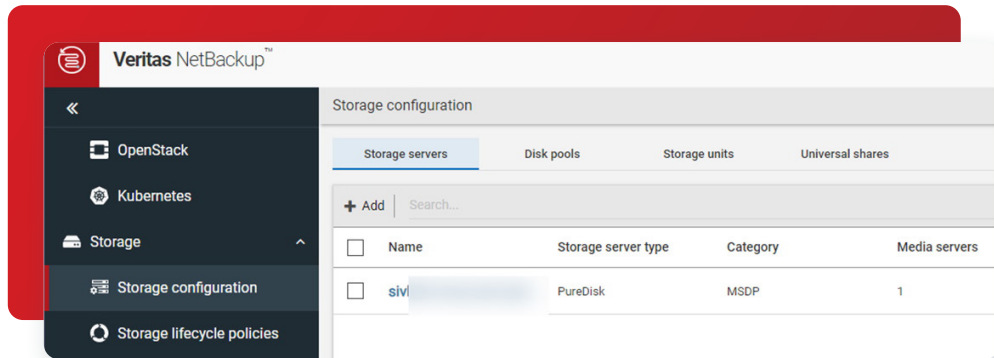 Veritas NetBackup™
Storage configuration
OpenStack
Kubernetes
Storage
Storage configuration
Storage lifecycle policies
Storage servers Disk pools Storage units Universal shares
Add Search...
Name Storage server type Category Media servers
PureDisk MSDP 1